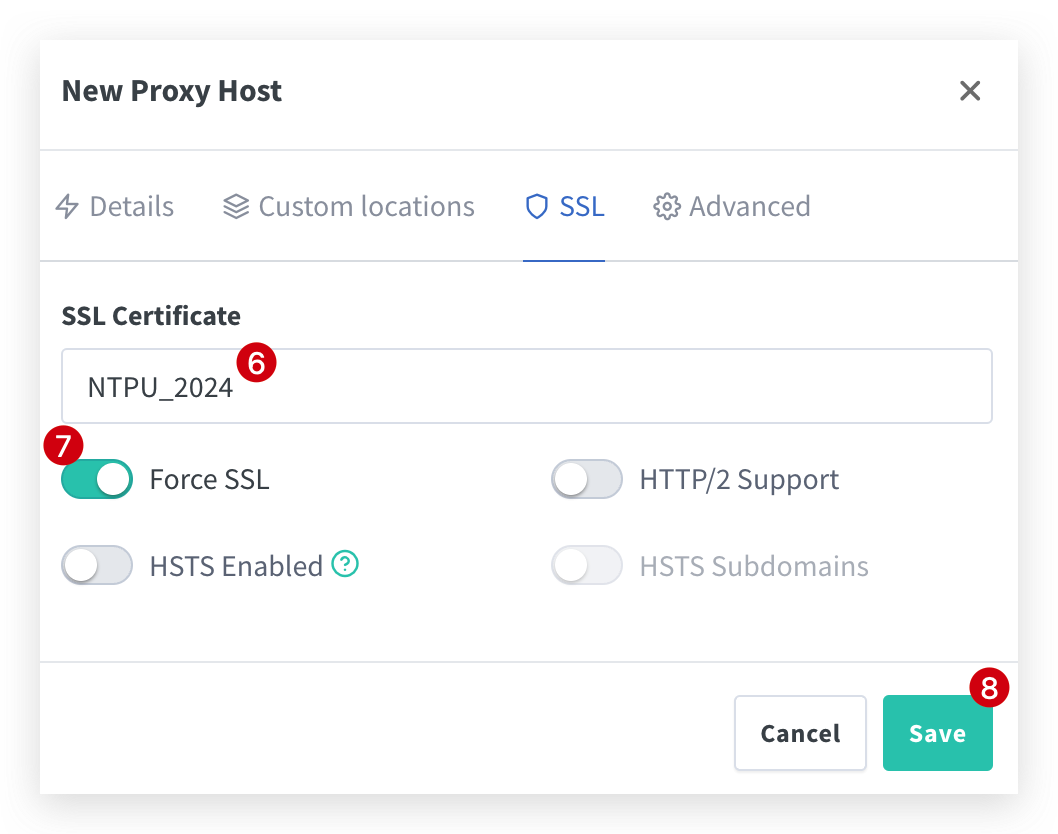 New Proxy Host
Details Custom locations SSL Advanced
SSL Certificate
6
NTPU_2024
7
Force SSL HTTP/2 Support
HSTS Enabled ? HSTS Subdomains
8
Cancel Save